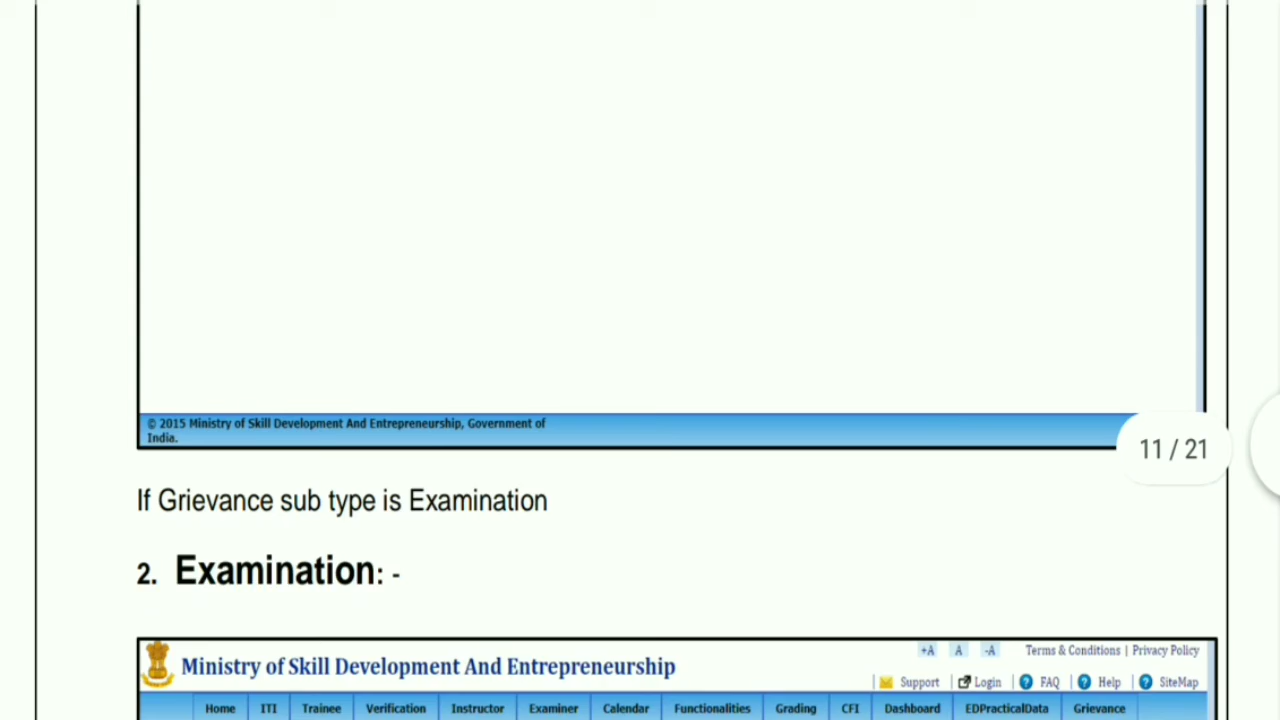 © 2015 Ministry of Skill Development And Entrepreneurship, Government of
India.
11 / 21
If Grievance sub type is Examination
2. Examination: -
+A A -A Terms & Conditions | Privacy Policy
Ministry of Skill Development And Entrepreneurship
Support | Login | FAQ | Help | SiteMap
Home ITI Trainee Verification Instructor Examiner Calendar Functionalities Grading CFI Dashboard EDPracticalData Grievance